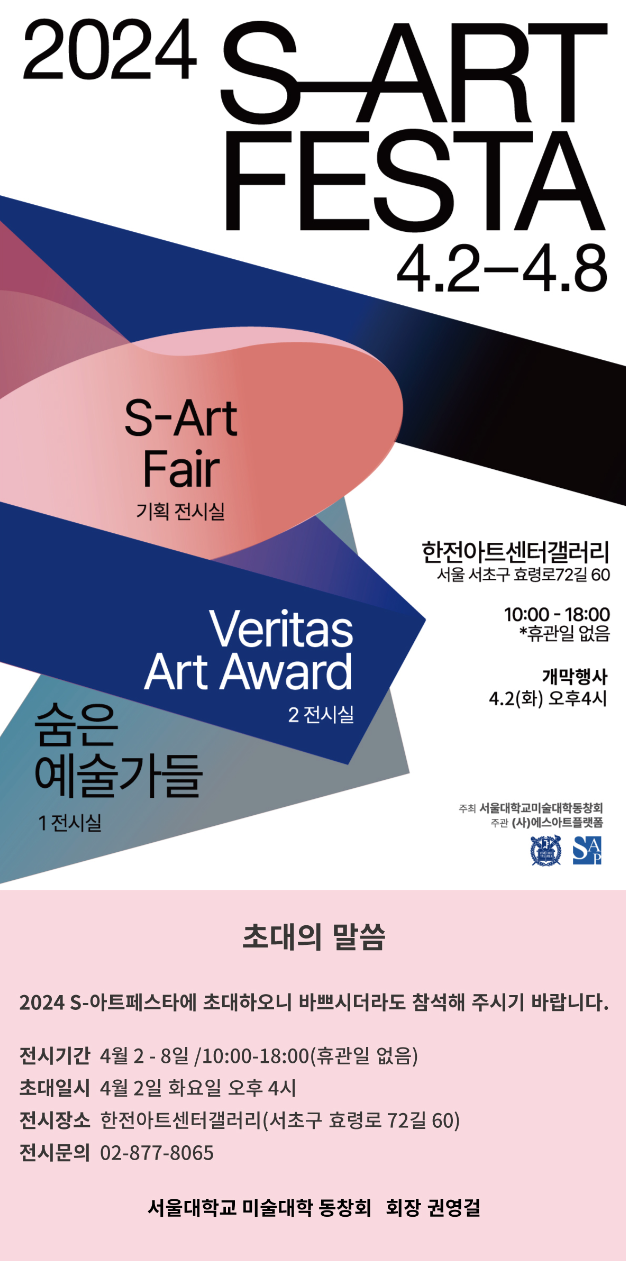 2024 S–ART
FESTA
4.2–4.8
S-Art
Fair
기획 전시실
한전아트센터갤러리
서울 서초구 효령로72길 60
10:00 - 18:00
*휴관일 없음
개막행사
4.2(화) 오후4시
Veritas
Art Award
2 전시실
숨은
예술가들
1 전시실
주최 서울대학교미술대학동창회
주관 (사)에스아트플랫폼
SAP
초대의 말씀
2024 S-아트페스타에 초대하오니 바쁘시더라도 참석해 주시기 바랍니다.
전시기간 4월 2 - 8일 /10:00-18:00(휴관일 없음)
초대일시 4월 2일 화요일 오후 4시
전시장소 한전아트센터갤러리(서초구 효령로 72길 60)
전시문의 02-877-8065
서울대학교 미술대학 동창회 회장 권영걸